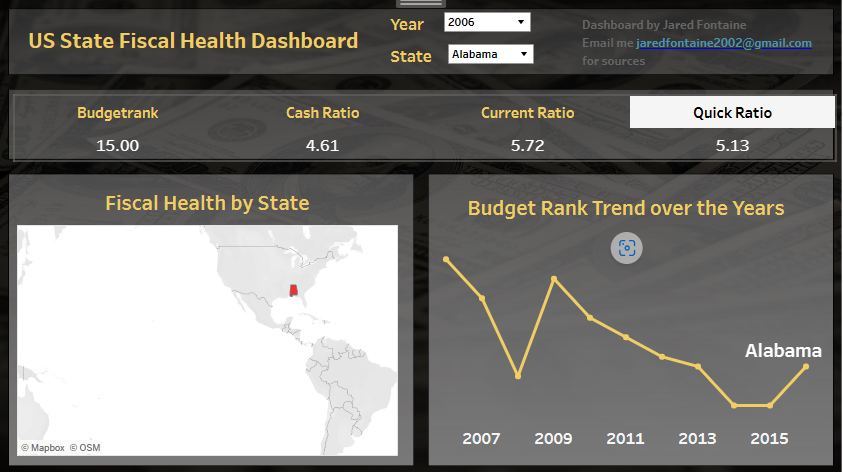 US State Fiscal Health Dashboard
Year
2006
State
Alabama
Dashboard by Jared Fontaine
Email me jaredfontaine2002@gmail.com
for sources
Budgetrank
Cash Ratio
Current Ratio
Quick Ratio
15.00
4.61
5.72
5.13
Fiscal Health by State
© Mapbox © OSM
Budget Rank Trend over the Years
Alabama
2007
2009
2011
2013
2015